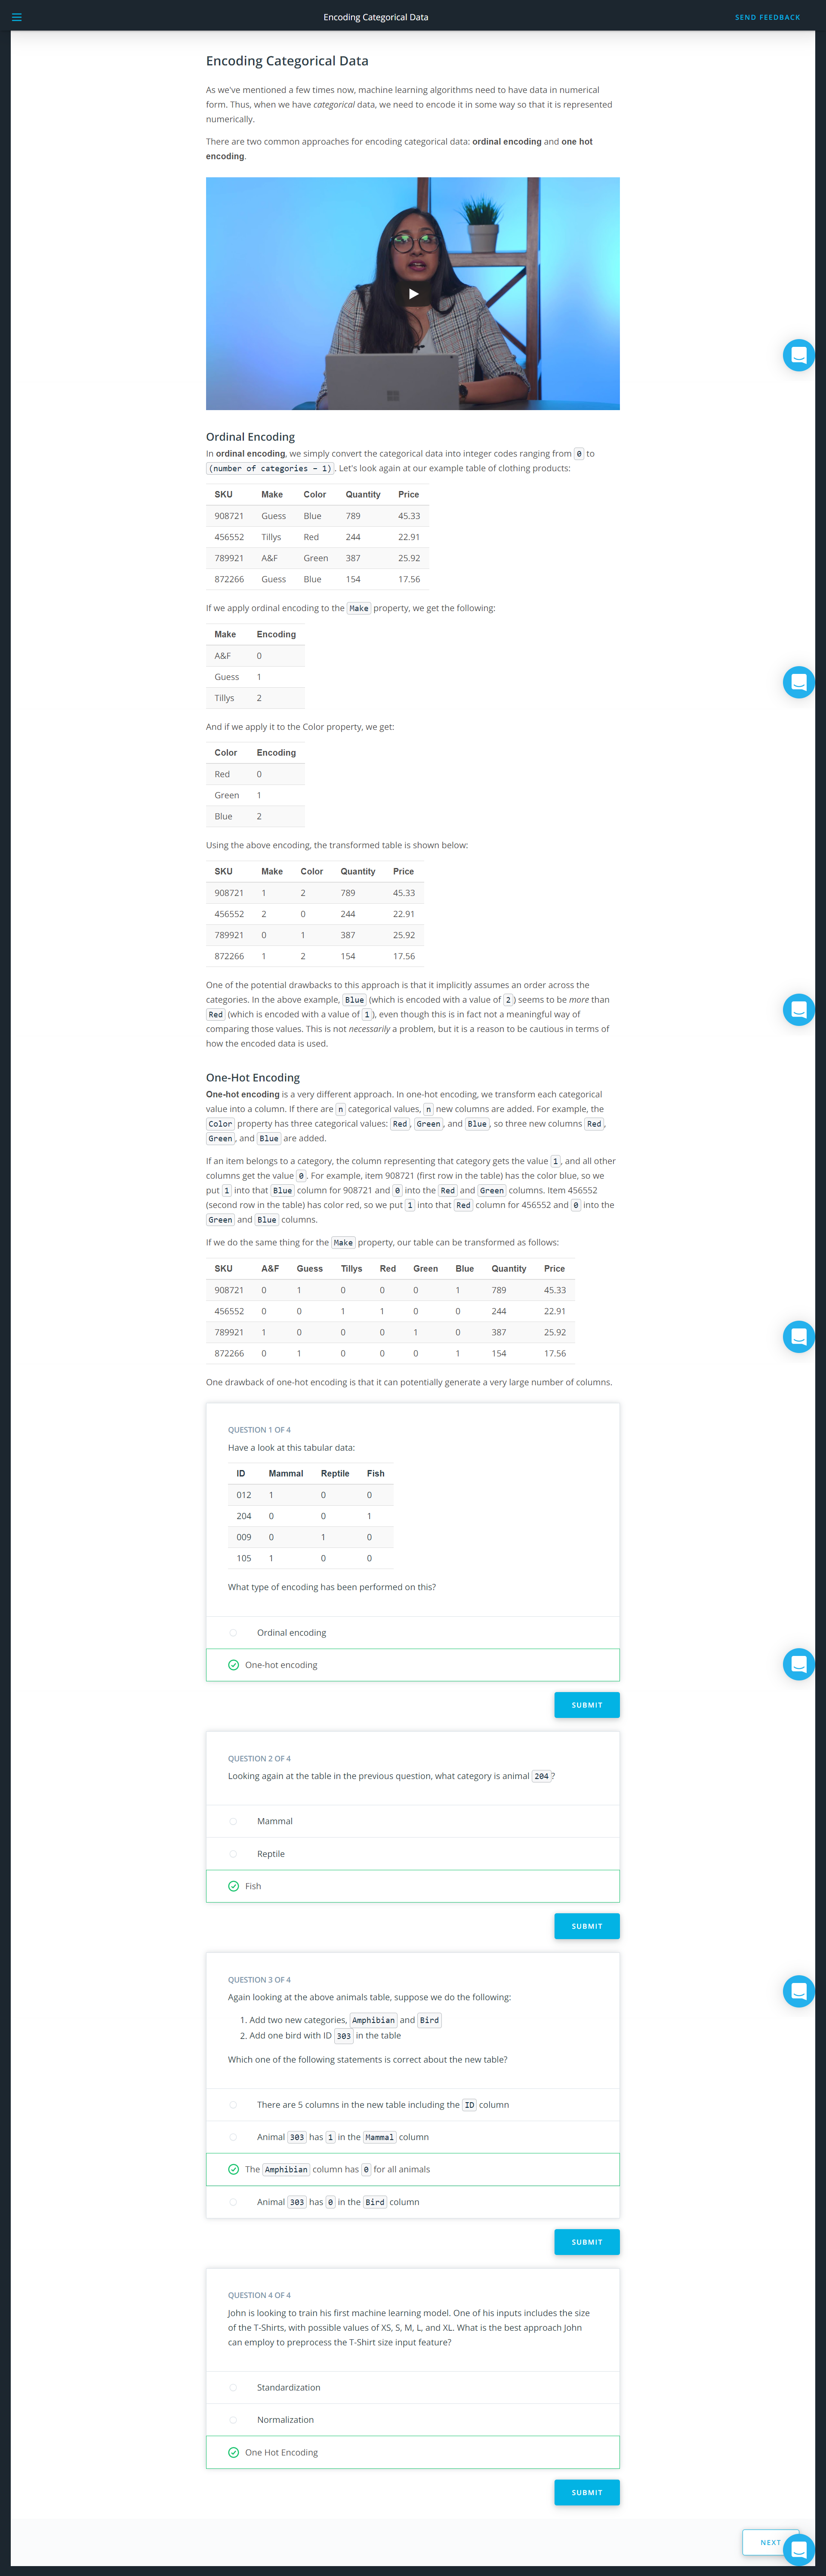 Encoding Categorical Data
SEND FEEDBACK
Encoding Categorical Data
As we've mentioned a few times now, machine learning algorithms need to have data in numerical
form. Thus, when we have categorical data, we need to encode it in some way so that it is represented
numerically.
There are two common approaches for encoding categorical data: ordinal encoding and one hot
encoding.
Ordinal Encoding
In ordinal encoding, we simply convert the categorical data into integer codes ranging from 0 to
(number of categories - 1). Let's look again at our example table of clothing products:
SKU Make Color Quantity Price
908721 Guess Blue 789 45.33
456552 Tillys Red 244 22.91
789921 A&F Green 387 25.92
872266 Guess Blue 154 17.56
If we apply ordinal encoding to the Make property, we get the following:
Make Encoding
A&F 0
Guess 1
Tillys 2
And if we apply it to the Color property, we get:
Color Encoding
Red 0
Green 1
Blue 2
Using the above encoding, the transformed table is shown below:
SKU Make Color Quantity Price
908721 1 2 789 45.33
456552 2 0 244 22.91
789921 0 1 387 25.92
872266 1 2 154 17.56
One of the potential drawbacks to this approach is that it implicitly assumes an order across the
categories. In the above example, Blue (which is encoded with a value of 2) seems to be more than
Red (which is encoded with a value of 1), even though this is in fact not a meaningful way of
comparing those values. This is not necessarily a problem, but it is a reason to be cautious in terms of
how the encoded data is used.
One-Hot Encoding
One-hot encoding is a very different approach. In one-hot encoding, we transform each categorical
value into a column. If there are n categorical values, n new columns are added. For example, the
Color property has three categorical values: Red, Green, and Blue, so three new columns Red,
Green, and Blue are added.
If an item belongs to a category, the column representing that category gets the value 1, and all other
columns get the value 0. For example, item 908721 (first row in the table) has the color blue, so we
put 1 into that Blue column for 908721 and 0 into the Red and Green columns. Item 456552
(second row in the table) has color red, so we put 1 into that Red column for 456552 and 0 into the
Green and Blue columns.
If we do the same thing for the Make property, our table can be transformed as follows:
SKU A&F Guess Tillys Red Green Blue Quantity Price
908721 0 1 0 0 0 1 789 45.33
456552 0 0 1 1 0 0 244 22.91
789921 1 0 0 0 1 0 387 25.92
872266 0 1 0 0 0 1 154 17.56
One drawback of one-hot encoding is that it can potentially generate a very large number of columns.
QUESTION 1 OF 4
Have a look at this tabular data:
ID Mammal Reptile Fish
012 1 0 0
204 0 0 1
009 0 1 0
105 1 0 0
What type of encoding has been performed on this?
Ordinal encoding
One-hot encoding
SUBMIT
QUESTION 2 OF 4
Looking again at the table in the previous question, what category is animal 204?
Mammal
Reptile
Fish
SUBMIT
QUESTION 3 OF 4
Again looking at the above animals table, suppose we do the following:
1. Add two new categories, Amphibian and Bird
2. Add one bird with ID 303 in the table
Which one of the following statements is correct about the new table?
There are 5 columns in the new table including the ID column
Animal 303 has 1 in the Mammal column
The Amphibian column has 0 for all animals
Animal 303 has 0 in the Bird column
SUBMIT
QUESTION 4 OF 4
John is looking to train his first machine learning model. One of his inputs includes the size
of the T-Shirts, with possible values of XS, S, M, L, and XL. What is the best approach John
can employ to preprocess the T-Shirt size input feature?
Standardization
Normalization
One Hot Encoding
SUBMIT
NEXT